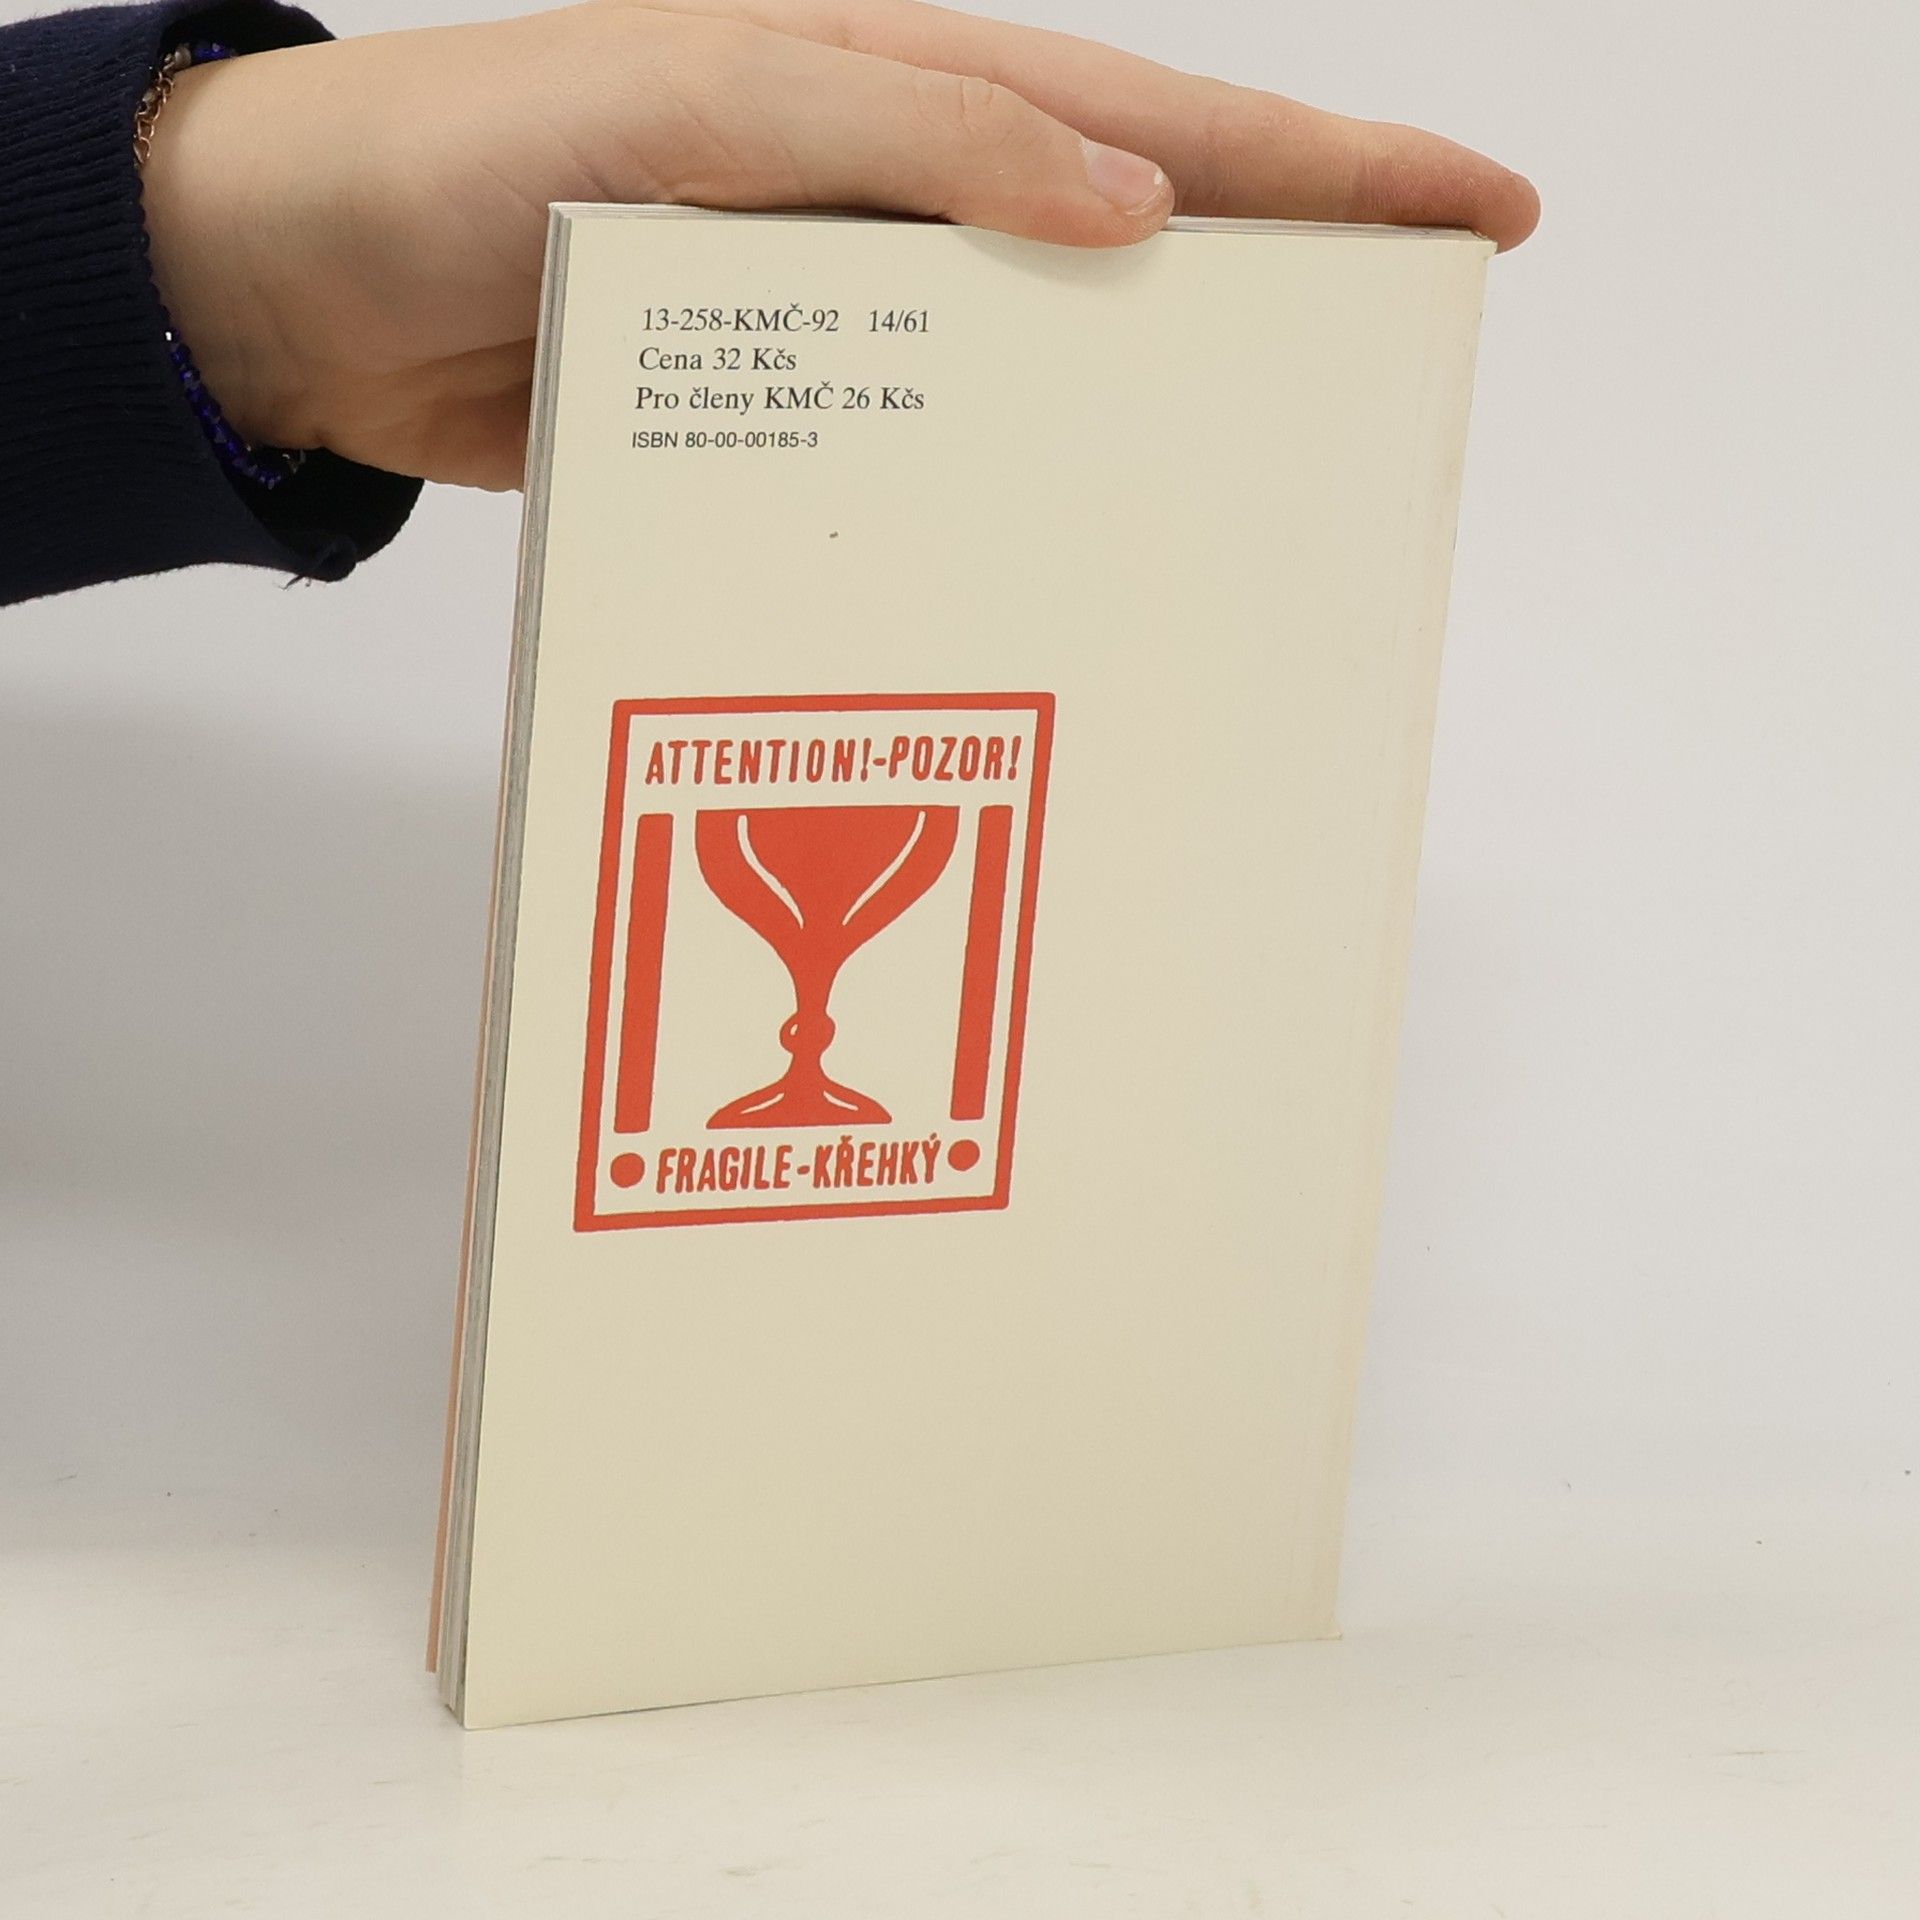 13-258-KMČ-92 14/61
Cena 32 Kčs
Pro členy KMČ 26 Kčs
ISBN 80-00-00185-3
ATTENTION!-POZOR!
FRAGILE-KŘEHKÝ